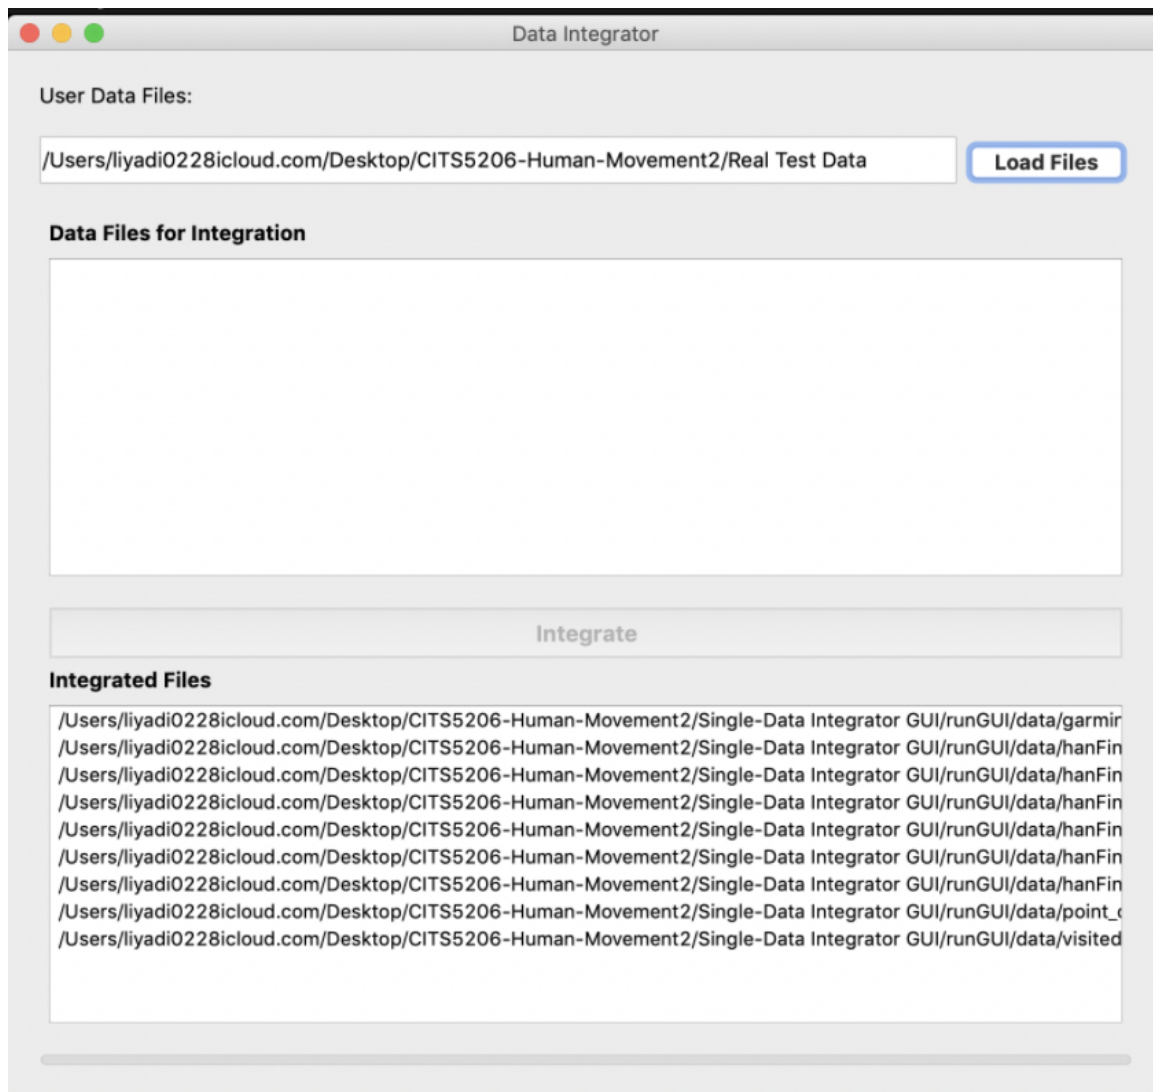 Data Integrator
User Data Files:
/Users/liyadi0228icloud.com/Desktop/CITS5206-Human-Movement2/Real Test Data
Load Files
Data Files for Integration
Integrate
Integrated Files
/Users/liyadi0228icloud.com/Desktop/CITS5206-Human-Movement2/Single-Data Integrator GUI/runGUI/data/garmin
/Users/liyadi0228icloud.com/Desktop/CITS5206-Human-Movement2/Single-Data Integrator GUI/runGUI/data/hanFin
/Users/liyadi0228icloud.com/Desktop/CITS5206-Human-Movement2/Single-Data Integrator GUI/runGUI/data/hanFin
/Users/liyadi0228icloud.com/Desktop/CITS5206-Human-Movement2/Single-Data Integrator GUI/runGUI/data/hanFin
/Users/liyadi0228icloud.com/Desktop/CITS5206-Human-Movement2/Single-Data Integrator GUI/runGUI/data/hanFin
/Users/liyadi0228icloud.com/Desktop/CITS5206-Human-Movement2/Single-Data Integrator GUI/runGUI/data/hanFin
/Users/liyadi0228icloud.com/Desktop/CITS5206-Human-Movement2/Single-Data Integrator GUI/runGUI/data/hanFin
/Users/liyadi0228icloud.com/Desktop/CITS5206-Human-Movement2/Single-Data Integrator GUI/runGUI/data/point_
/Users/liyadi0228icloud.com/Desktop/CITS5206-Human-Movement2/Single-Data Integrator GUI/runGUI/data/visited